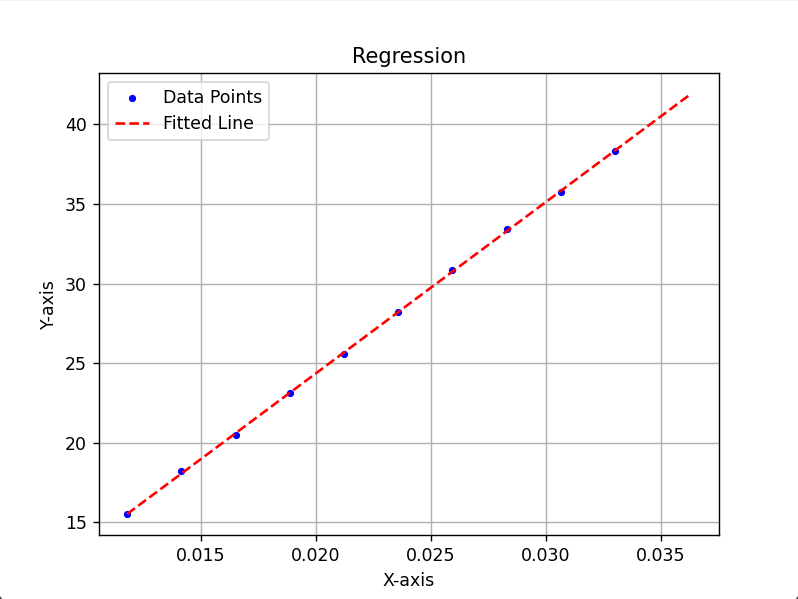 Regression
Data Points
Fitted Line
40
35
30
25
20
15
Y-axis
0.015 0.020 0.025 0.030 0.035
X-axis